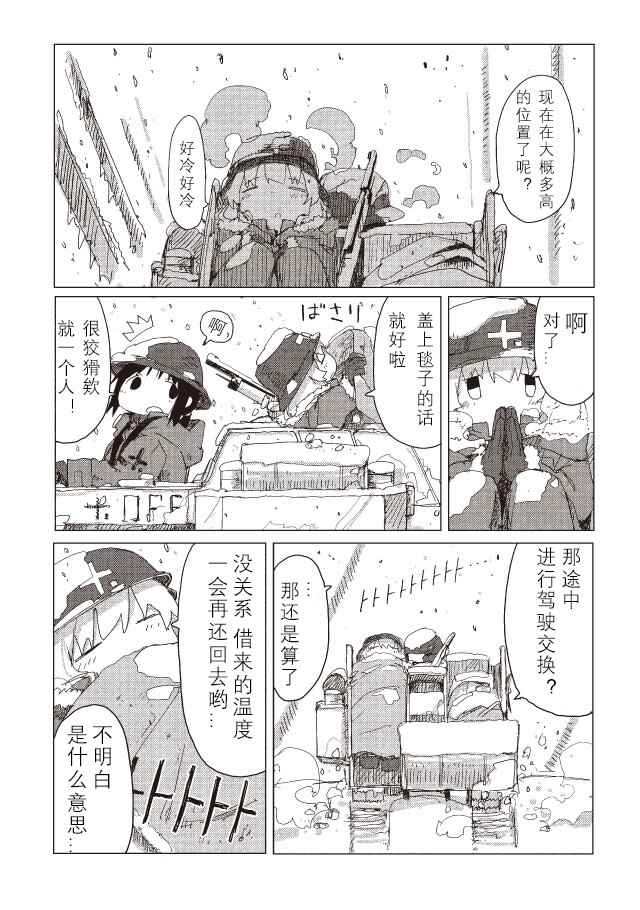 现在在大概多高
的位置了呢?
好冷好冷
啊
对了…
盖上毯子的话
就好啦
ばさり
啊
很狡猾欸
就一个人!
那途中
进行驾驶交换?
…
那还是算了
没关系 借来的温度
一会再还回去哟…
不明白
是什么意思…